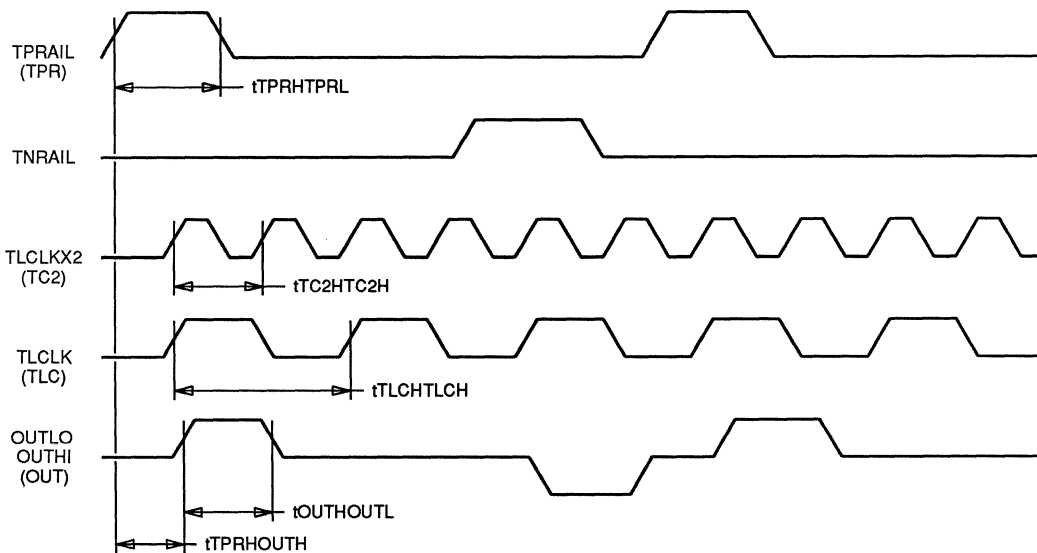 TPRAIL
(TPR)
tTPRHTPRL
TNRAIL
TLCLKX2
(TC2)
tTC2HTC2H
TLCLK
(TLC)
tTLCHTLCH
OUTLO
OUTHI
(OUT)
tOUTHOUTL
tTPRHOUTH